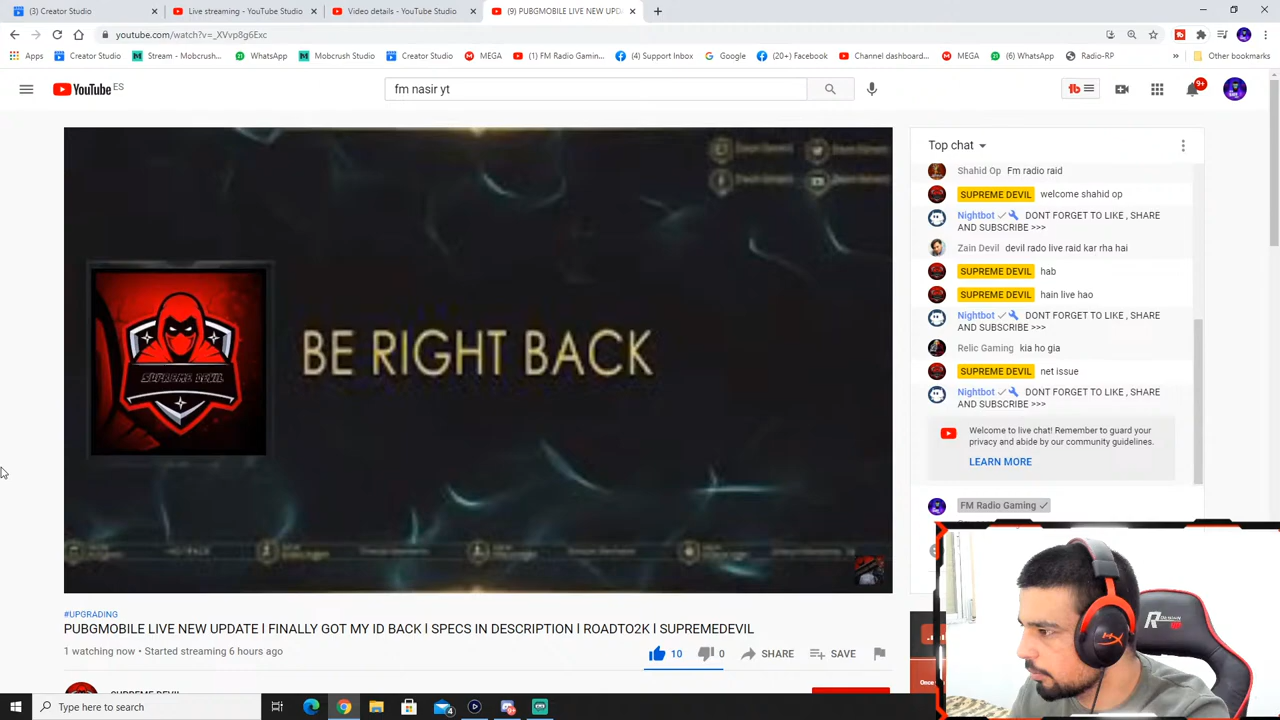 (3) Creator Studio
Live streaming - YouTube Studio
Video details - YouTube Studio
(9) PUBGMOBILE LIVE NEW UPD
youtube.com/watch?v=_XVvp8g6Exc
Apps
Creator Studio
Stream - Mobcrush
WhatsApp
Mobcrush Studio
Creator Studio
MEGA
(1) FM Radio Gamin...
(4) Support Inbox
(20+) Facebook
Google
Channel dashboard...
MEGA
(6) WhatsApp
Radio-RP
»
Other bookmarks
YouTube ES
fm nasir yt
9+
BE RIGHT BACK
SUPREME DEVIL
Top chat
Shahid Op Fm radio raid
SUPREME DEVIL welcome shahid op
Nightbot DONT FORGET TO LIKE , SHARE
AND SUBSCRIBE >>>
Zain Devil devil rado live raid kar rha hai
SUPREME DEVIL hab
SUPREME DEVIL hain live hao
Nightbot DONT FORGET TO LIKE , SHARE
AND SUBSCRIBE >>>
Relic Gaming kia ho gia
SUPREME DEVIL net issue
Nightbot DONT FORGET TO LIKE , SHARE
AND SUBSCRIBE >>>
Welcome to live chat! Remember to guard your
privacy and abide by our community guidelines.
LEARN MORE
FM Radio Gaming
#UPGRADING
PUBGMOBILE LIVE NEW UPDATE l FINALLY GOT MY ID BACK l SPECS IN DESCRIPTION l ROADTO2K l SUPREMEDEVIL
1 watching now • Started streaming 6 hours ago
10
0
SHARE
SAVE
SUPREME DEVIL
Once
Type here to search